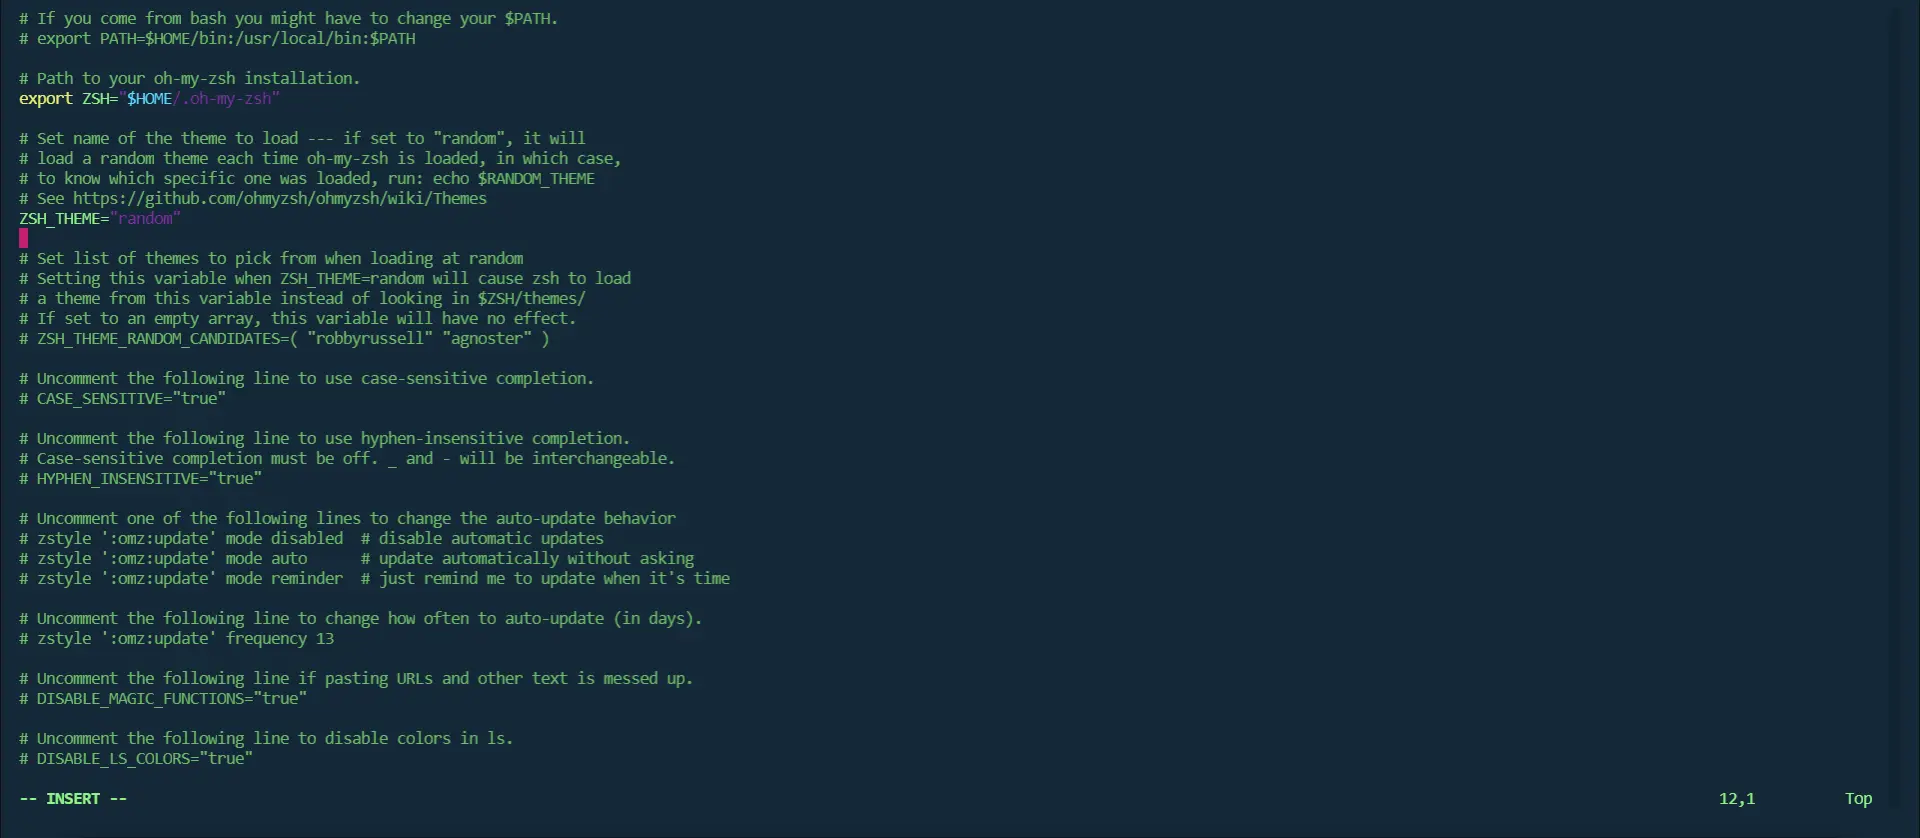 # If you come from bash you might have to change your $PATH.
# export PATH=$HOME/bin:/usr/local/bin:$PATH

# Path to your oh-my-zsh installation.
export ZSH="$HOME/.oh-my-zsh"

# Set name of the theme to load --- if set to "random", it will
# load a random theme each time oh-my-zsh is loaded, in which case,
# to know which specific one was loaded, run: echo $RANDOM_THEME
# See https://github.com/ohmyzsh/ohmyzsh/wiki/Themes
ZSH_THEME="random"

# Set list of themes to pick from when loading at random
# Setting this variable when ZSH_THEME=random will cause zsh to load
# a theme from this variable instead of looking in $ZSH/themes/
# If set to an empty array, this variable will have no effect.
# ZSH_THEME_RANDOM_CANDIDATES=( "robbyrussell" "agnoster" )

# Uncomment the following line to use case-sensitive completion.
# CASE_SENSITIVE="true"

# Uncomment the following line to use hyphen-insensitive completion.
# Case-sensitive completion must be off. _ and - will be interchangeable.
# HYPHEN_INSENSITIVE="true"

# Uncomment one of the following lines to change the auto-update behavior
# zstyle ':omz:update' mode disabled  # disable automatic updates
# zstyle ':omz:update' mode auto      # update automatically without asking
# zstyle ':omz:update' mode reminder  # just remind me to update when it's time

# Uncomment the following line to change how often to auto-update (in days).
# zstyle ':omz:update' frequency 13

# Uncomment the following line if pasting URLs and other text is messed up.
# DISABLE_MAGIC_FUNCTIONS="true"

# Uncomment the following line to disable colors in ls.
# DISABLE_LS_COLORS="true"

-- INSERT -- 12,1 Top